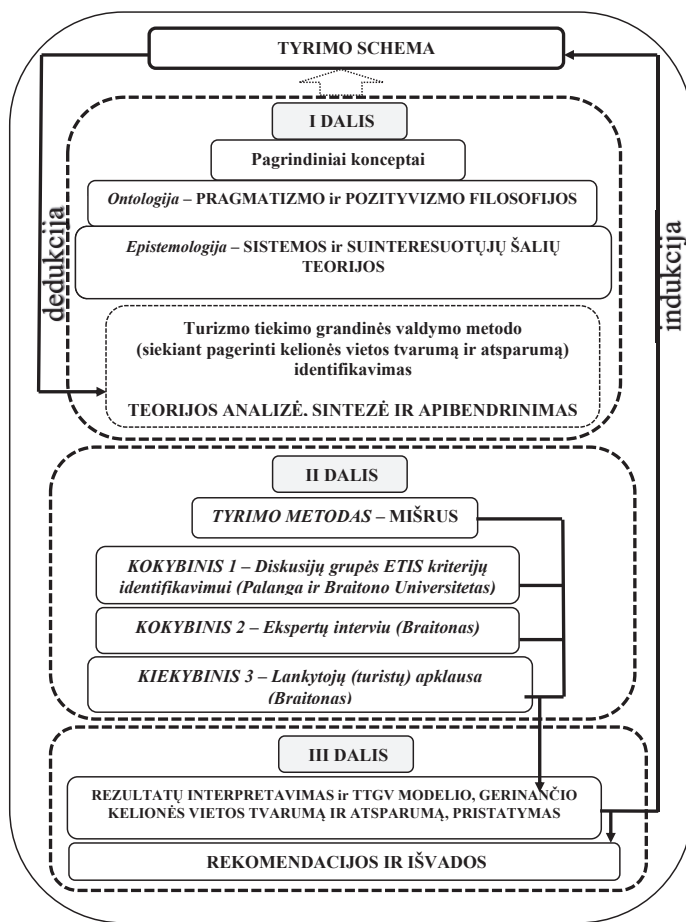 TYRIMO SCHEMA
I DALIS
Pagrindiniai konceptai
Ontologija – PRAGMATIZMO ir POZITYVIZMO FILOSOFIJOS
Epistemologija – SISTEMOS ir SUINTERESUOTŲJŲ ŠALIŲ
TEORIJOS
dedukcija
indukcija
Turizmo tiekimo grandinės valdymo metodo
(siekiant pagerinti kelionės vietos tvarumą ir atsparumą)
identifikavimas
TEORIJOS ANALIZĖ. SINTEZĖ IR APIBENDRINIMAS
II DALIS
TYRIMO METODAS – MIŠRUS
KOKYBINIS 1 – Diskusijų grupės ETIS kriterijų
identifikavimui (Palanga ir Braitono Universitetas)
KOKYBINIS 2 – Ekspertų interviu (Braitonas)
KIEKYBINIS 3 – Lankytojų (turistų) apklausa
(Braitonas)
III DALIS
REZULTATŲ INTERPRETAVIMAS ir TTGV MODELIO, GERINANČIO
KELIONĖS VIETOS TVARUMĄ IR ATSPARUMĄ, PRISTATYMAS
REKOMENDACIJOS IR IŠVADOS